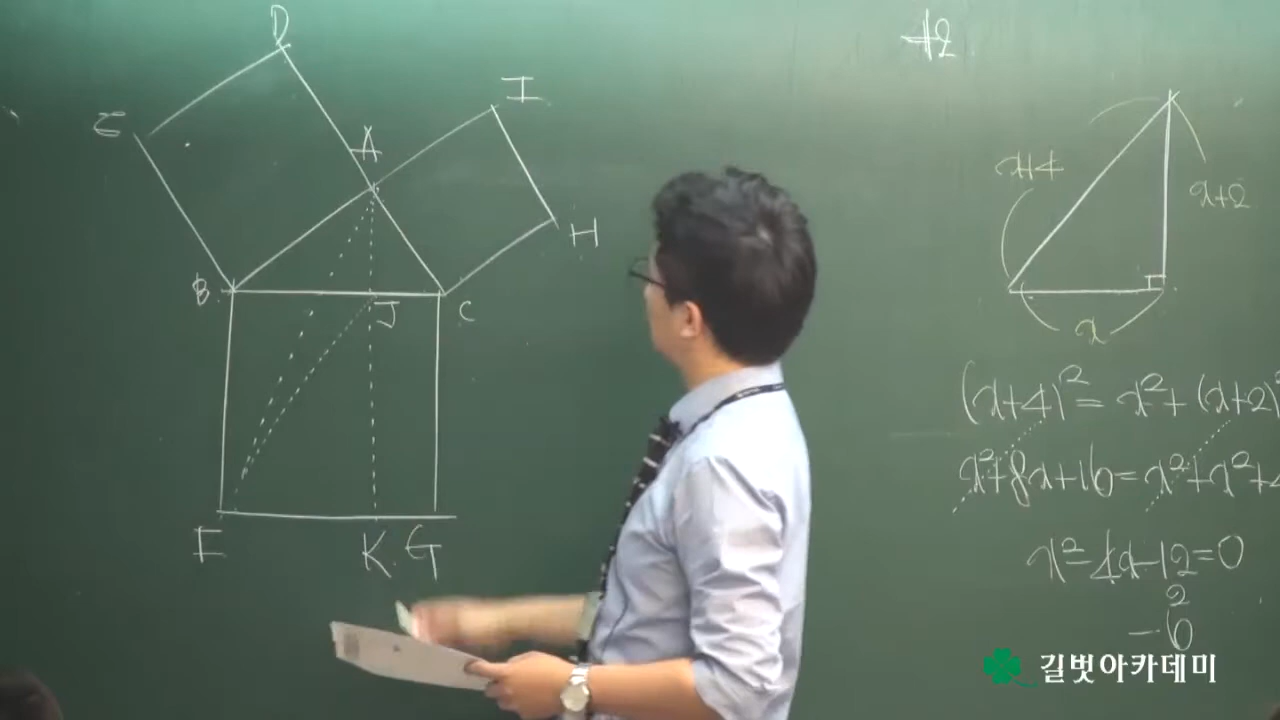 D
E
A
I
H
B
J
C
F
K
G
42
x+4
x+2
x
(x+4)²=x²+(x+2)²
x²+8x+16=x²+x²+4
x²-4x-12=0
2
-6
길벗아카데미